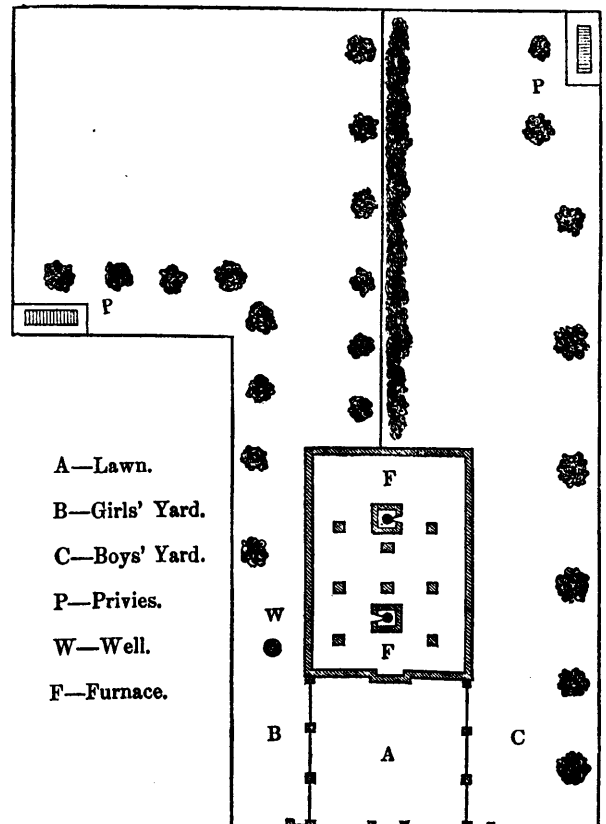 P
P
A—Lawn.
B—Girls' Yard.
C—Boys' Yard.
P—Privies.
W—Well.
F—Furnace.
F
W
F
B
A
C